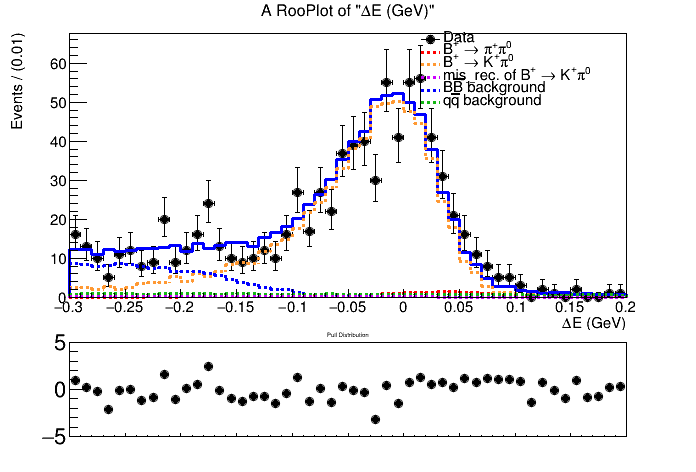 A RooPlot of "ΔE (GeV)"
Events / (0.01)
Data
B⁺ → π⁺π⁰
B⁺ → K⁺π⁰
mis_rec. of B⁺ → K⁺π⁰
BB̅ background
qq̅ background
60
50
40
30
20
10
0
−0.3 −0.25 −0.2 −0.15 −0.1 −0.05 0 0.05 0.1 0.15 0.2
ΔE (GeV)
Pull Distribution
5
0
−5